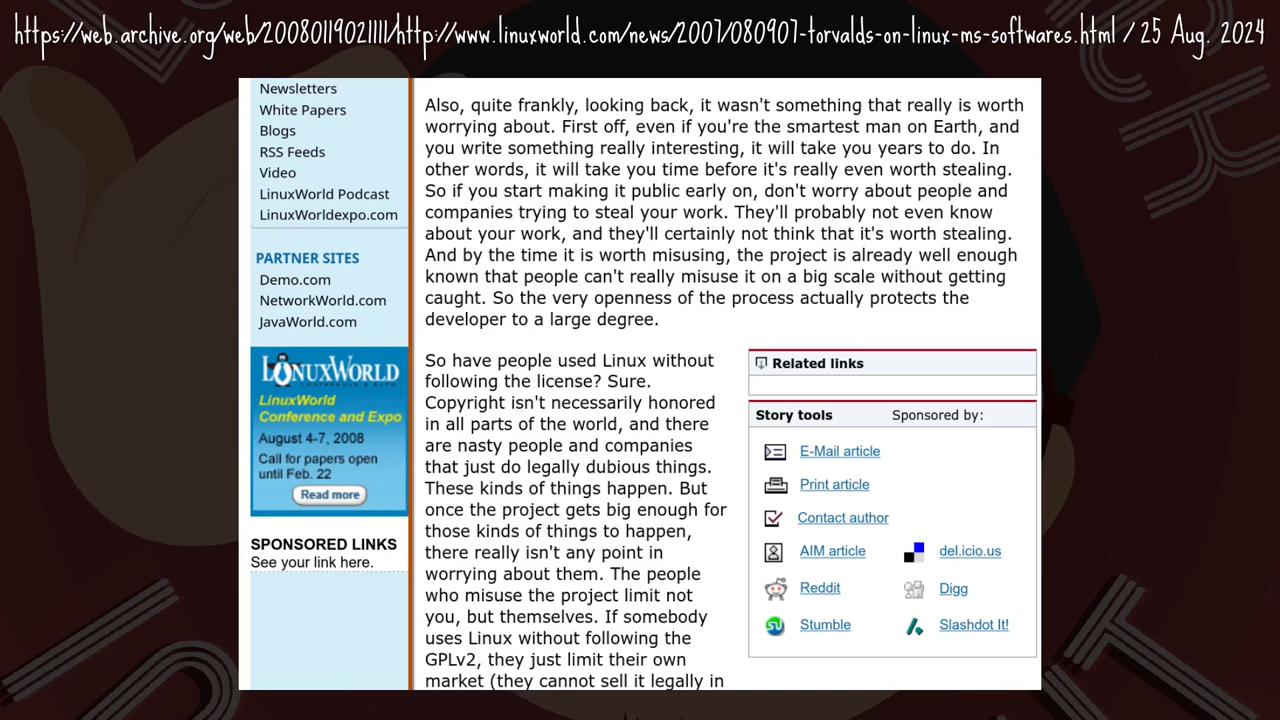 https://web.archive.org/web/20080119021111/http://www.linuxworld.com/news/2007/080907-torvalds-on-linux-ms-softwares.html / 25 Aug. 2024
Newsletters
White Papers
Blogs
RSS Feeds
Video
LinuxWorld Podcast
LinuxWorldexpo.com
PARTNER SITES
Demo.com
NetworkWorld.com
JavaWorld.com
LINUXWORLD
CONFERENCE & EXPO
LinuxWorld
Conference and Expo
August 4-7, 2008
Call for papers open
until Feb. 22
Read more
SPONSORED LINKS
See your link here.
Also, quite frankly, looking back, it wasn't something that really is worth
worrying about. First off, even if you're the smartest man on Earth, and
you write something really interesting, it will take you years to do. In
other words, it will take you time before it's really even worth stealing.
So if you start making it public early on, don't worry about people and
companies trying to steal your work. They'll probably not even know
about your work, and they'll certainly not think that it's worth stealing.
And by the time it is worth misusing, the project is already well enough
known that people can't really misuse it on a big scale without getting
caught. So the very openness of the process actually protects the
developer to a large degree.
So have people used Linux without
following the license? Sure.
Copyright isn't necessarily honored
in all parts of the world, and there
are nasty people and companies
that just do legally dubious things.
These kinds of things happen. But
once the project gets big enough for
those kinds of things to happen,
there really isn't any point in
worrying about them. The people
who misuse the project limit not
you, but themselves. If somebody
uses Linux without following the
GPLv2, they just limit their own
market (they cannot sell it legally in
Related links
Story tools Sponsored by:
E-Mail article
Print article
Contact author
AIM article del.icio.us
Reddit Digg
Stumble Slashdot It!